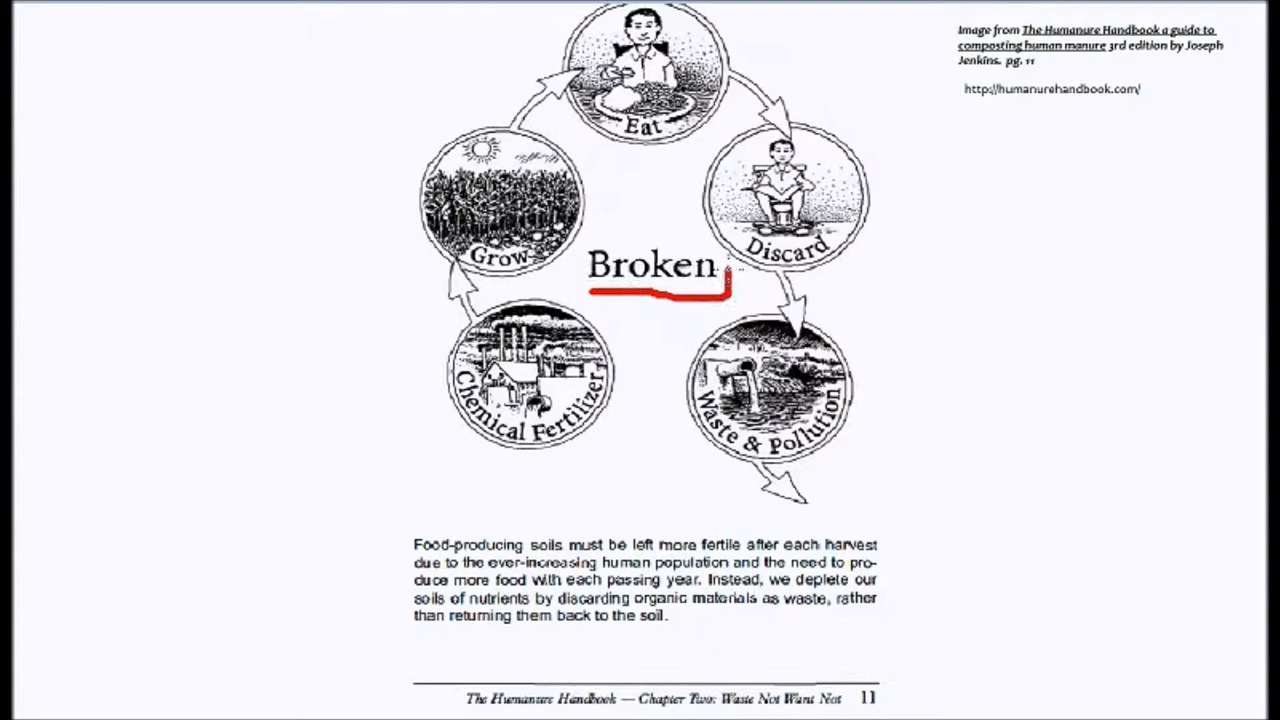 Image from The Humanure Handbook a guide to
composting human manure 3rd edition by Joseph
Jenkins. pg. 11
http://humanurehandbook.com/
Eat
Grow
Discard
Broken
Chemical Fertilizer
Waste & Pollution
Food-producing soils must be left more fertile after each harvest
due to the ever-increasing human population and the need to pro-
duce more food with each passing year. Instead, we deplete our
soils of nutrients by discarding organic materials as waste, rather
than returning them back to the soil.
The Humanure Handbook — Chapter Two: Waste Not Want Not 11